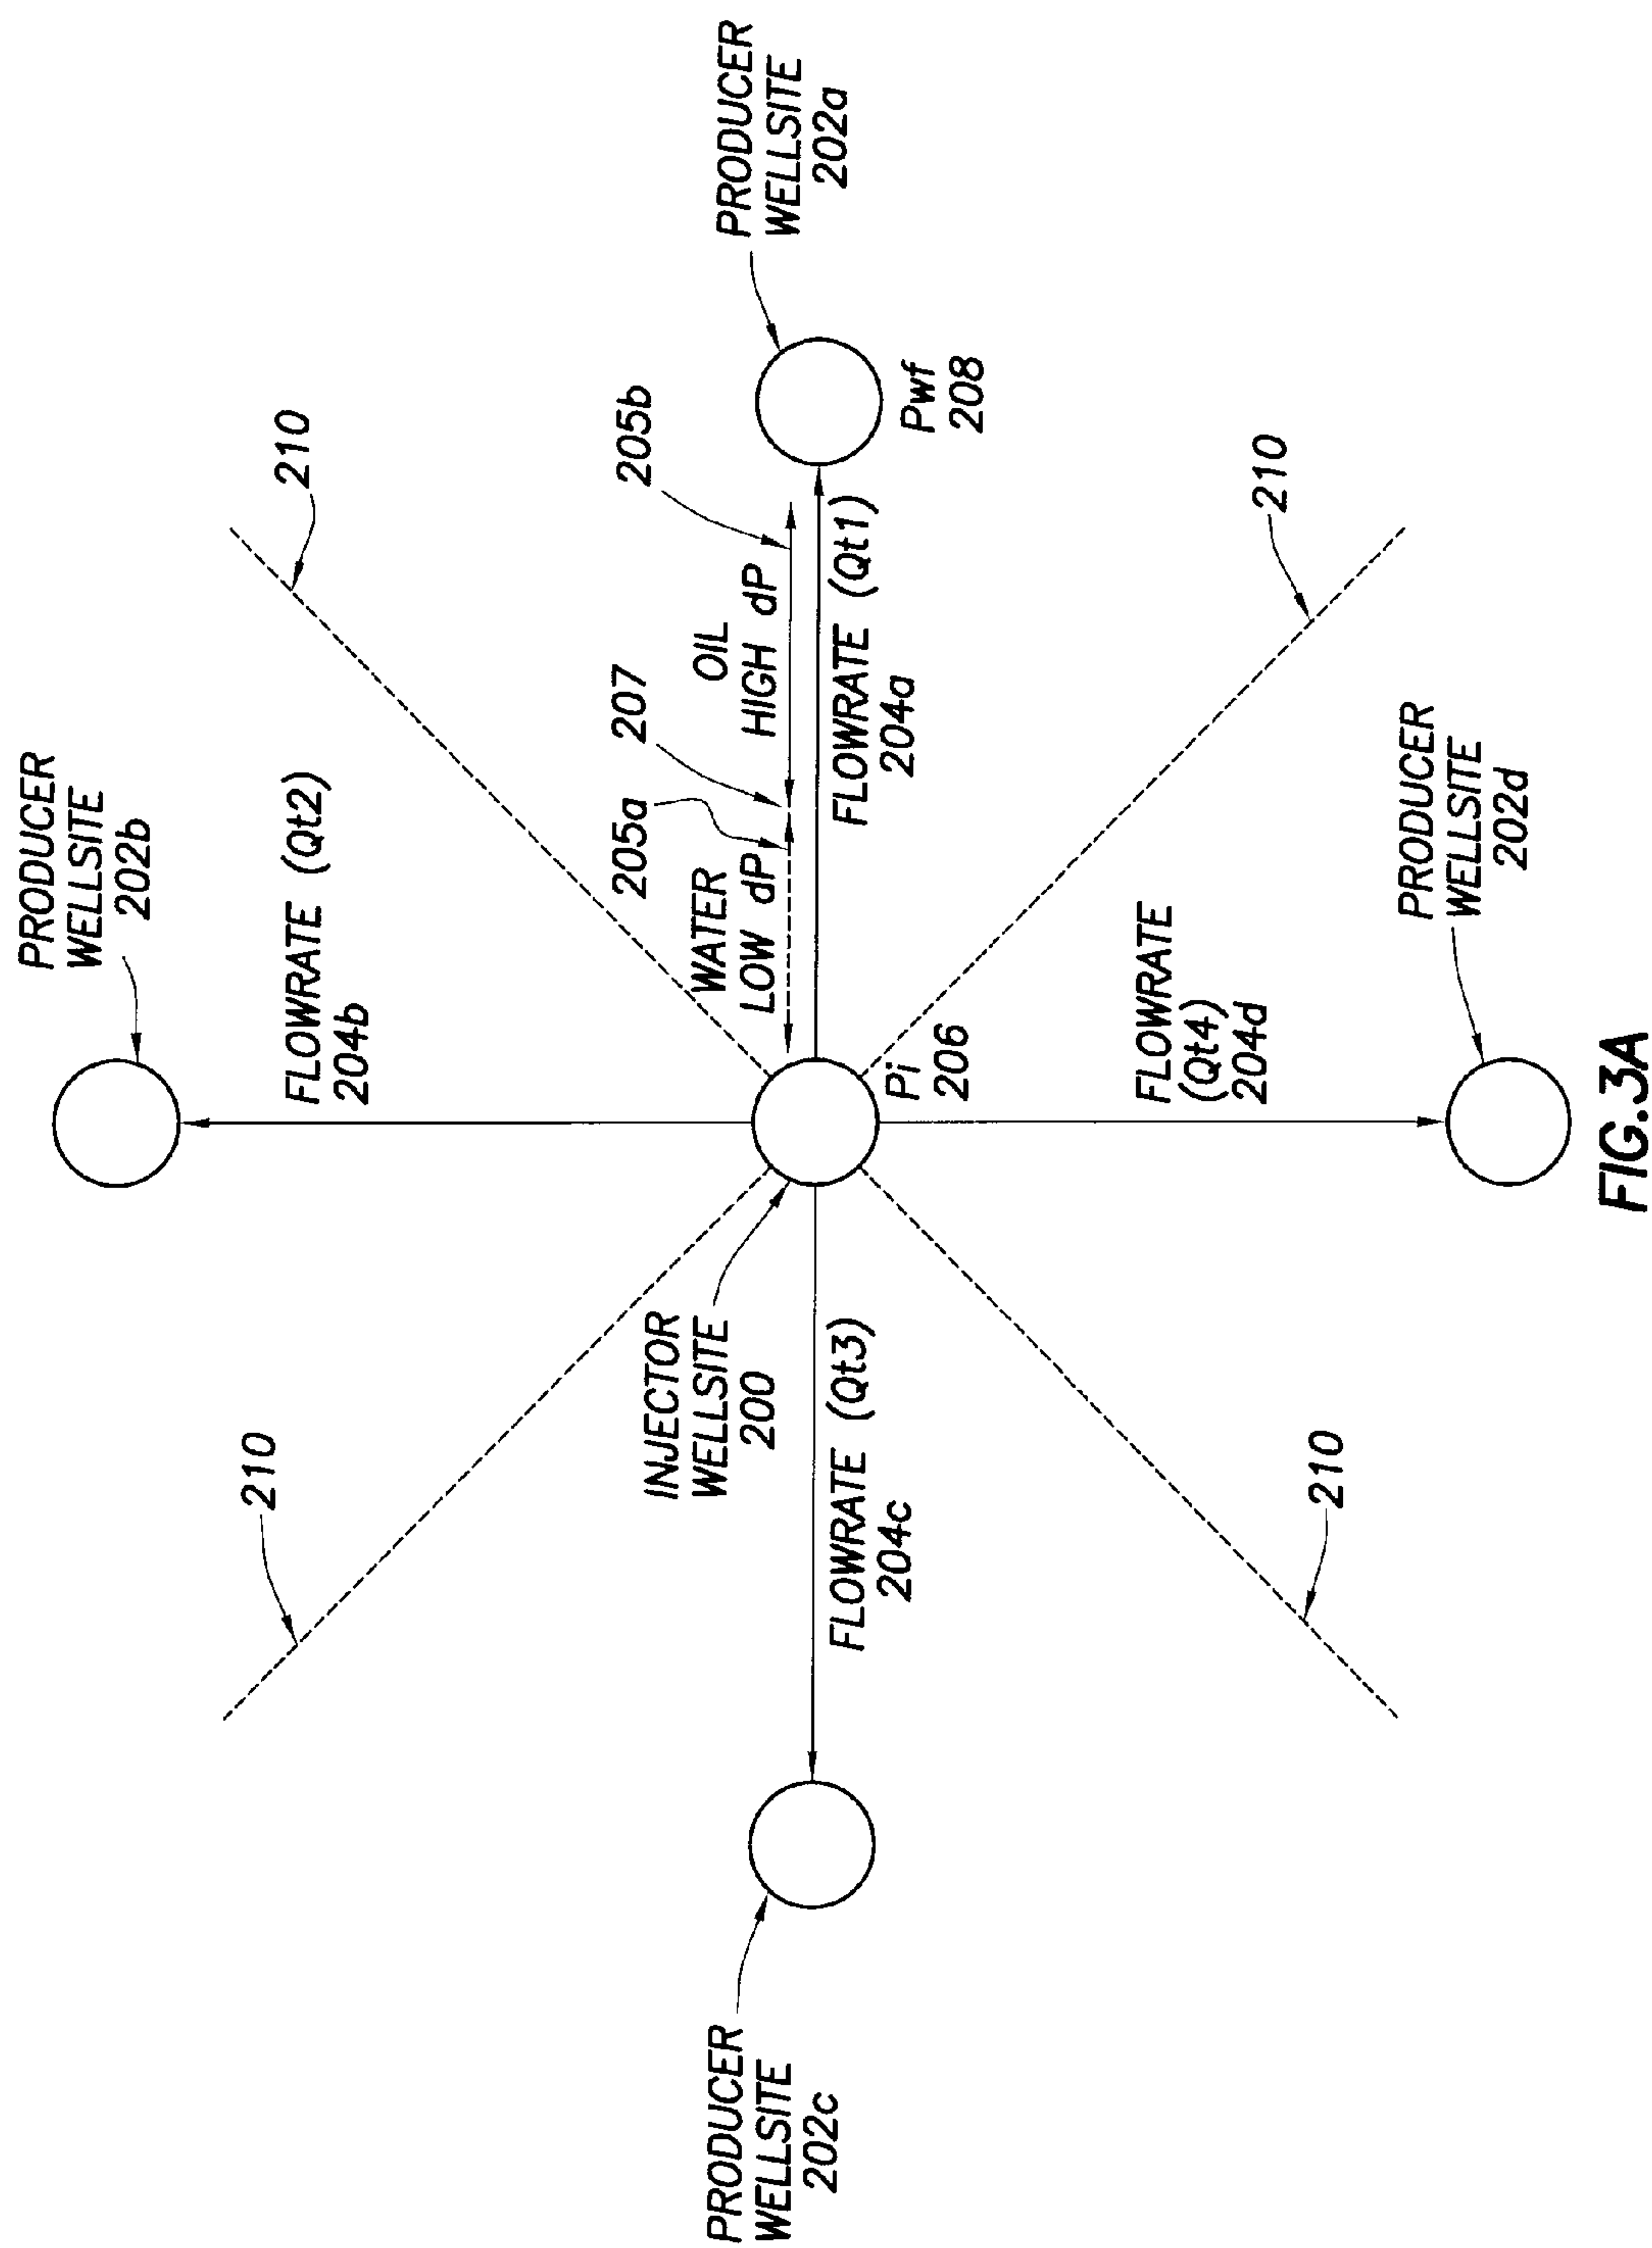 PRODUCER
WELLSITE
202b
FLOWRATE (Qt2)
204b
210
210
INJECTOR
WELLSITE
200
WATER
LOW dP
205a
207
OIL
HIGH dP
205b
PRODUCER
WELLSITE
202c
FLOWRATE (Qt3)
204c
Pi
206
FLOWRATE (Qt1)
204a
Pwf
208
PRODUCER
WELLSITE
202a
210
FLOWRATE
(Qt4)
204d
210
PRODUCER
WELLSITE
202d
FIG.3A